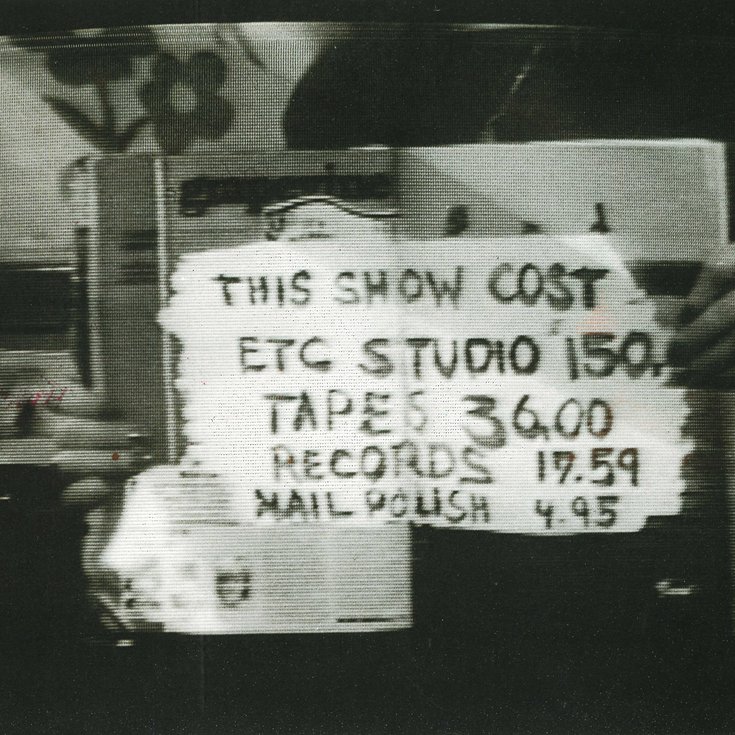 THIS SHOW COST
ETC STUDIO 150.
TAPES 36.00
RECORDS 17.59
NAIL POLISH 4.95